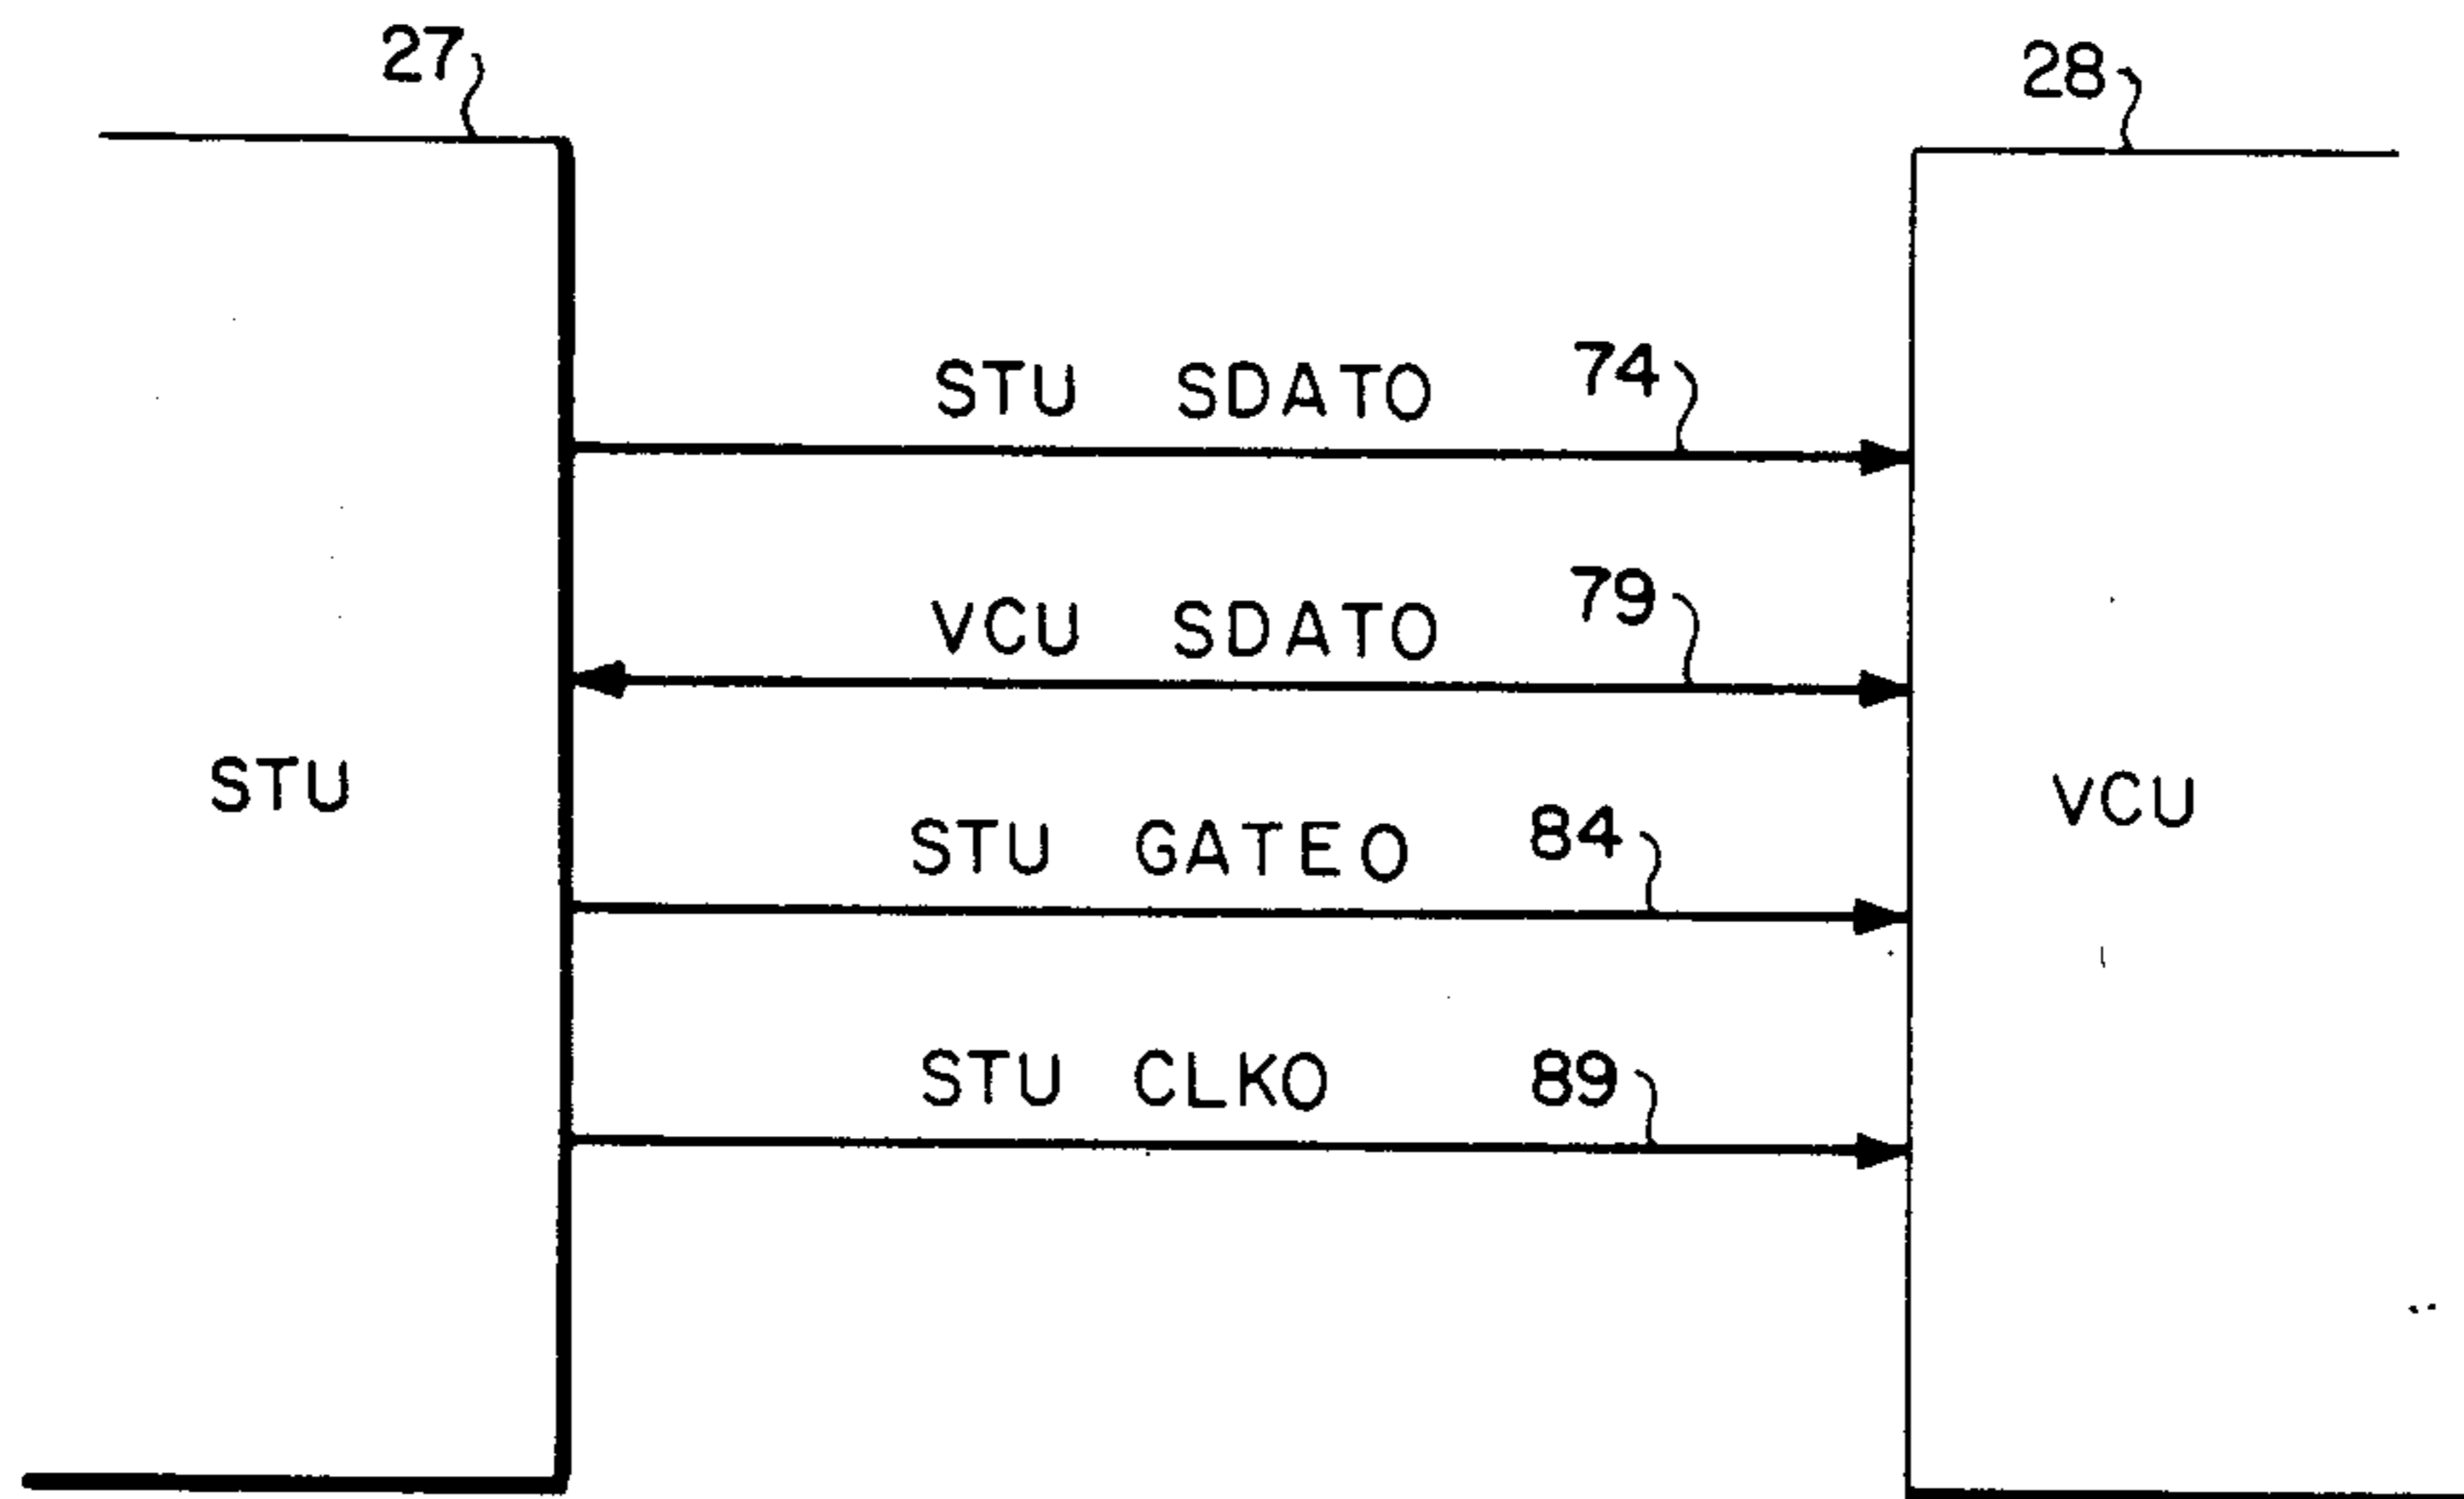 27
28
STU SDATO 74
VCU SDATO 79
STU
STU GATEO 84
VCU
STU CLKO 89